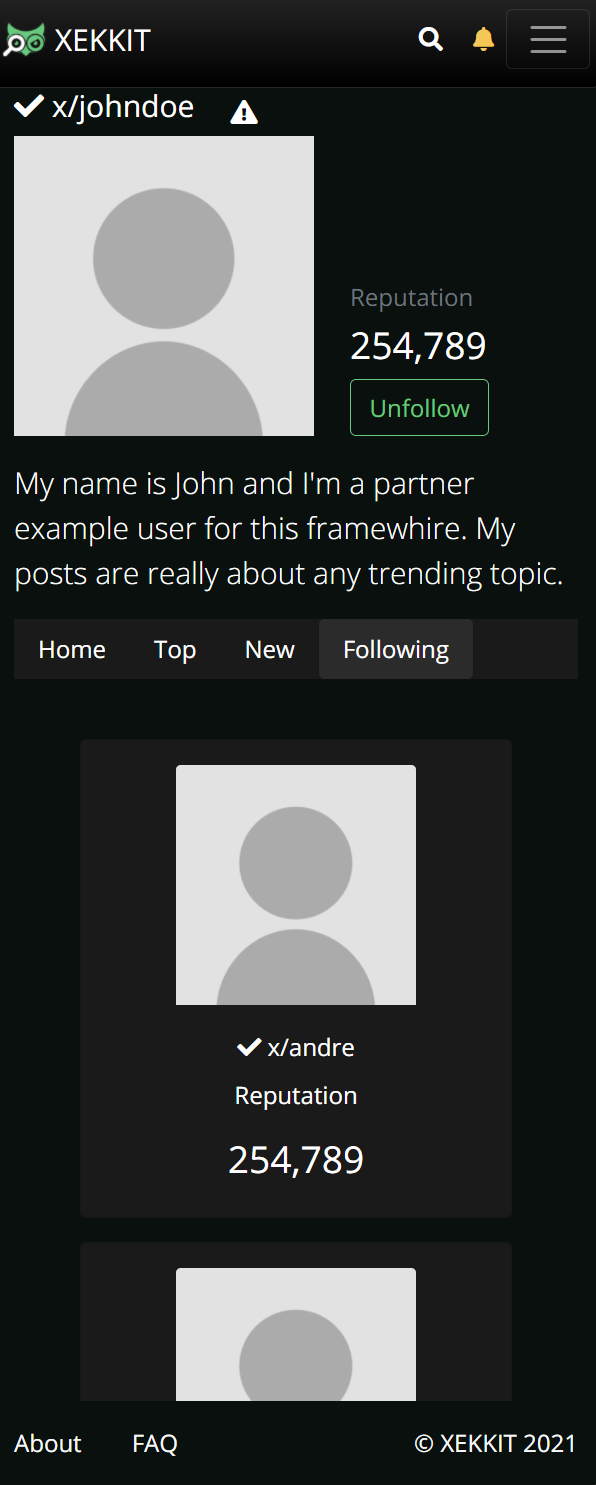 XEKKIT
x/johndoe
Reputation
254,789
Unfollow
My name is John and I'm a partner
example user for this framewhire. My
posts are really about any trending topic.
Home Top New Following
x/andre
Reputation
254,789
About FAQ © XEKKIT 2021